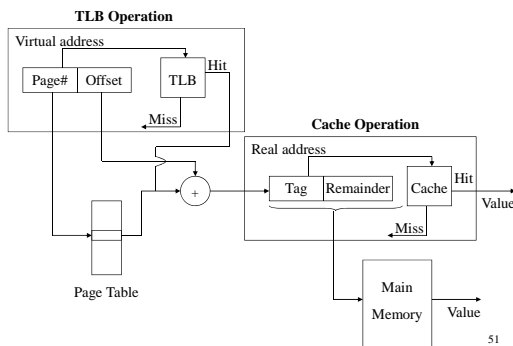 TLB Operation
Virtual address
Page# Offset
TLB
Hit
Miss
Cache Operation
Real address
Tag Remainder
Cache
Hit
Value
Miss
+
Page Table
Main
Memory
Value
51